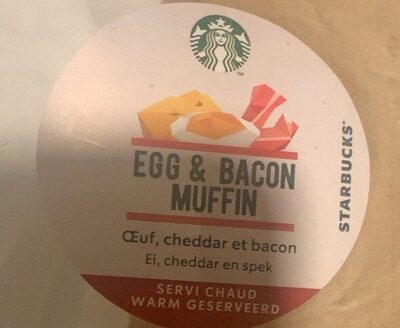 EGG & BACON
MUFFIN
STARBUCKS®
Œuf, cheddar et bacon
Ei, cheddar en spek
SERVI CHAUD
WARM GESERVEERD